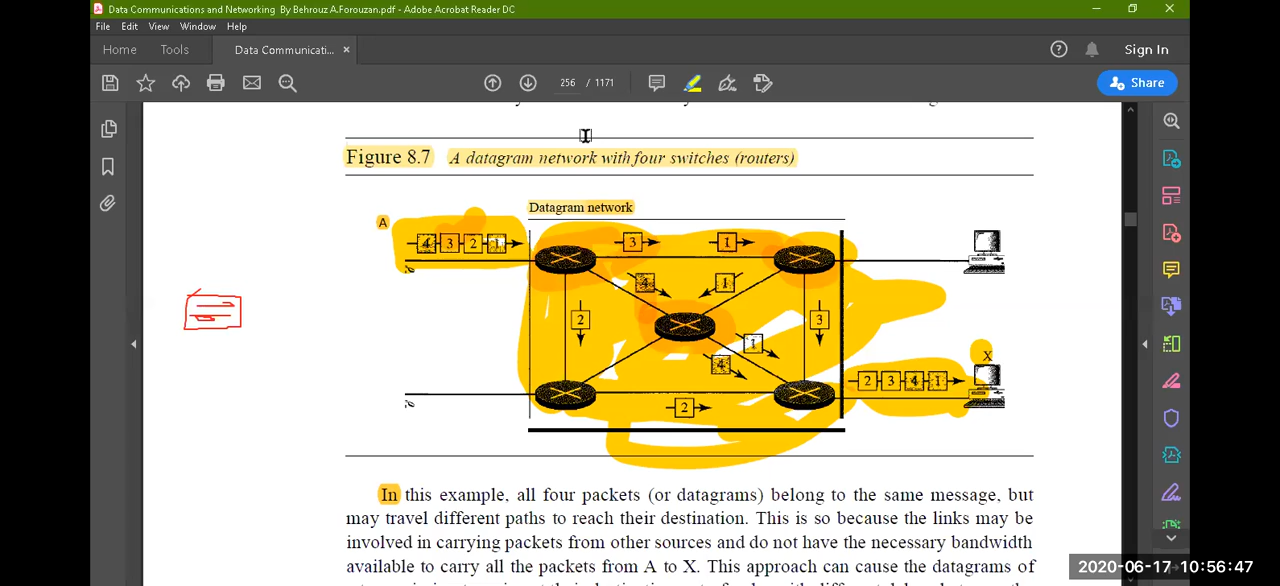 Data Communications and Networking By Behrouz A.Forouzan.pdf - Adobe Acrobat Reader DC
File Edit View Window Help
Home Tools Data Communicati... × Sign In
256 / 1171 Share
Figure 8.7 A datagram network with four switches (routers)
Datagram network
A
4 3 2 1
3 1
4 1
2 3
1
4
X
2 3 4 1
2
In this example, all four packets (or datagrams) belong to the same message, but
may travel different paths to reach their destination. This is so because the links may be
involved in carrying packets from other sources and do not have the necessary bandwidth
available to carry all the packets from A to X. This approach can cause the datagrams of
2020-06-17 10:56:47